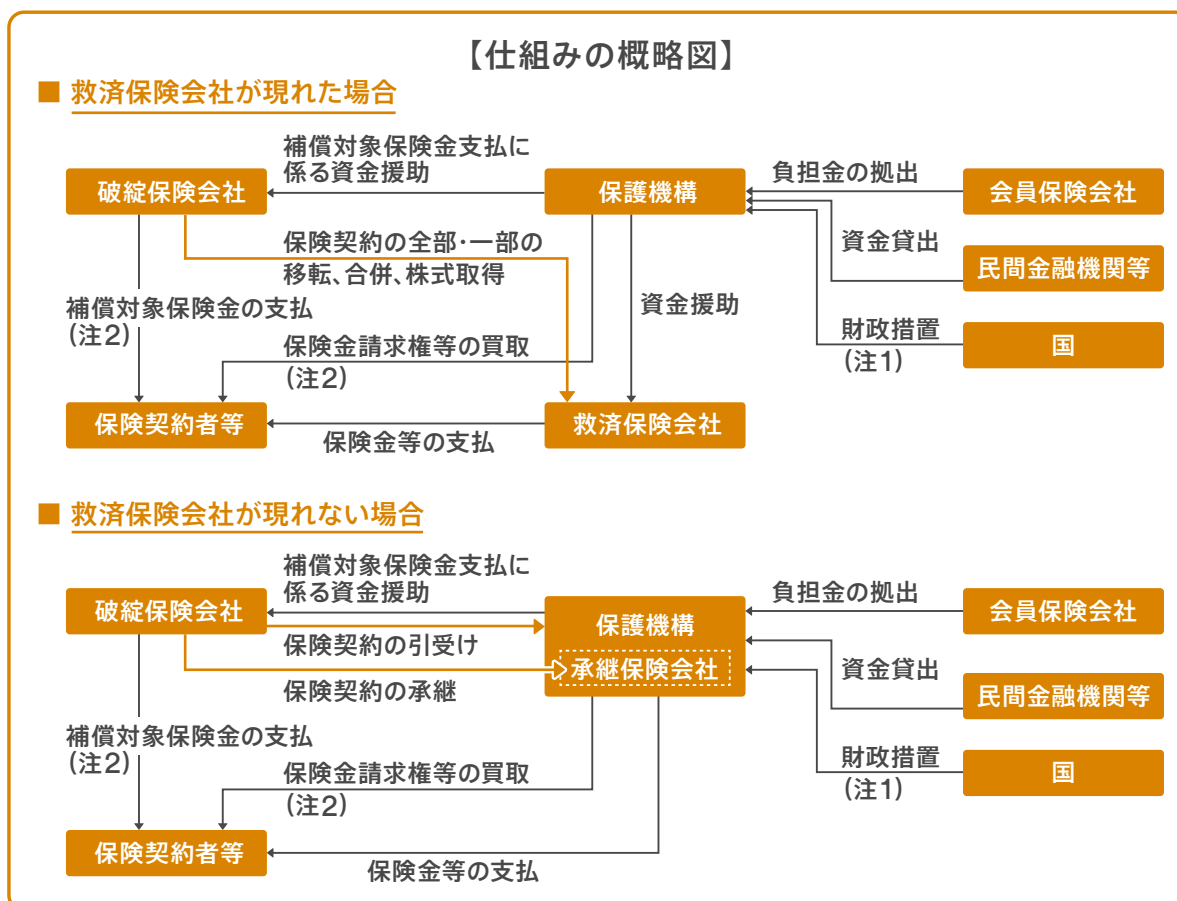 【仕組みの概略図】
■ 救済保険会社が現れた場合
補償対象保険金支払に
係る資金援助
負担金の拠出
破綻保険会社
保護機構
会員保険会社
保険契約の全部・一部の
移転、合併、株式取得
資金貸出
民間金融機関等
補償対象保険金の支払
(注2)
資金援助
財政措置
(注1)
国
保険金請求権等の買取
(注2)
保険契約者等
救済保険会社
保険金等の支払
■ 救済保険会社が現れない場合
補償対象保険金支払に
係る資金援助
負担金の拠出
破綻保険会社
保護機構
会員保険会社
保険契約の引受け
承継保険会社
資金貸出
保険契約の承継
民間金融機関等
補償対象保険金の支払
(注2)
財政措置
(注1)
国
保険金請求権等の買取
(注2)
保険契約者等
保険金等の支払